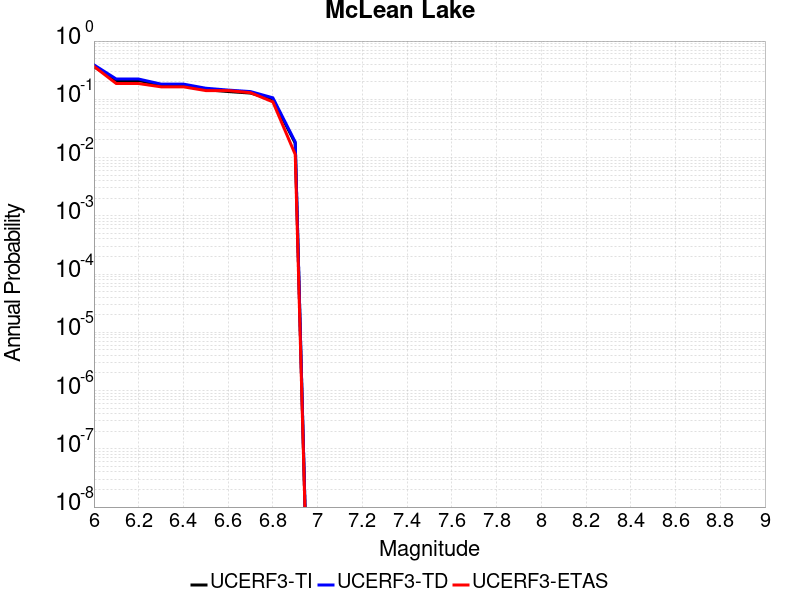 McLean Lake
Annual Probability
10^0
10^-1
10^-2
10^-3
10^-4
10^-5
10^-6
10^-7
10^-8
6 6.2 6.4 6.6 6.8 7 7.2 7.4 7.6 7.8 8 8.2 8.4 8.6 8.8 9
Magnitude
UCERF3-TI UCERF3-TD UCERF3-ETAS